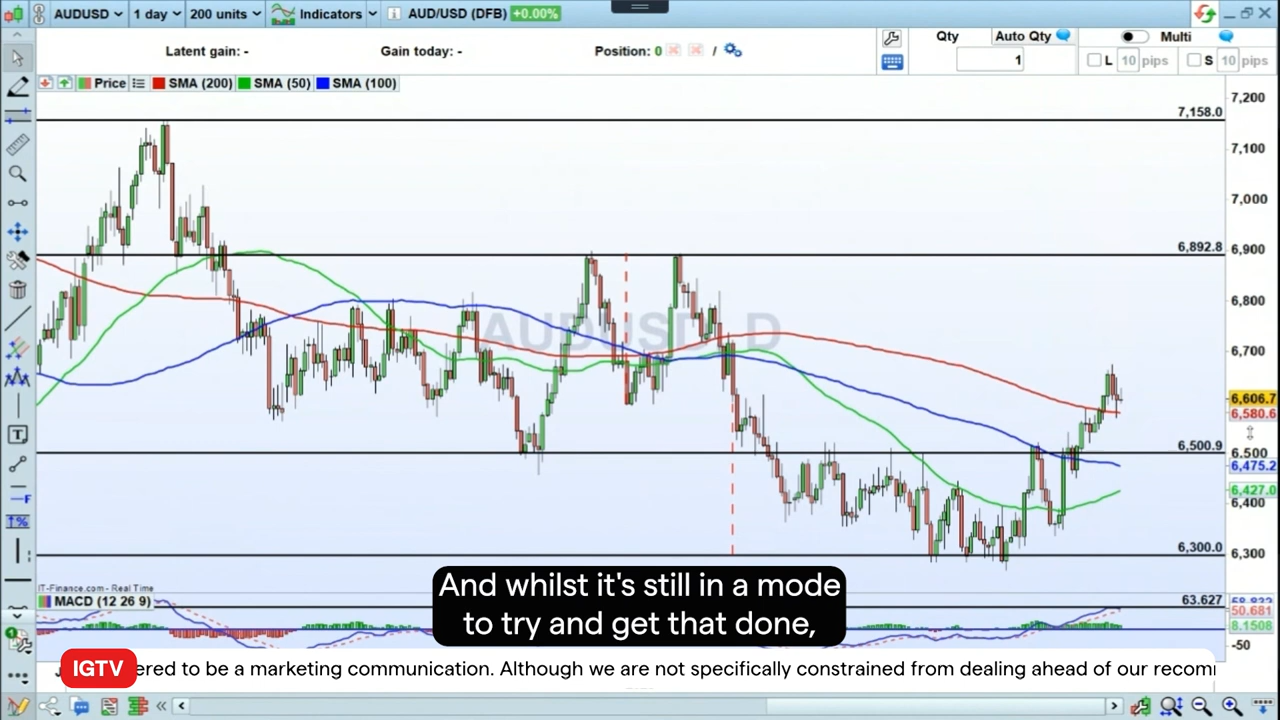 AUDUSD 1 day 200 units Indicators AUD/USD (DFB) +0.00%
Latent gain: - Gain today: - Position: 0 / Qty Auto Qty Multi
1 L 10 pips S 10 pips
Price SMA (200) SMA (50) SMA (100)
7,200
7,158.0
7,100
7,000
6,892.8
6,900
6,800
AUDUSD D
6,700
6,606.7
6,580.6
6,500.9
6,500
6,475.2
6,427.0
6,400
6,300.0
6,300
IT-Finance.com - Real Time
MACD (12 26 9)
63.627
50.681
8.1508
-50
And whilst it's still in a mode
to try and get that done,
IGTV ered to be a marketing communication. Although we are not specifically constrained from dealing ahead of our recom